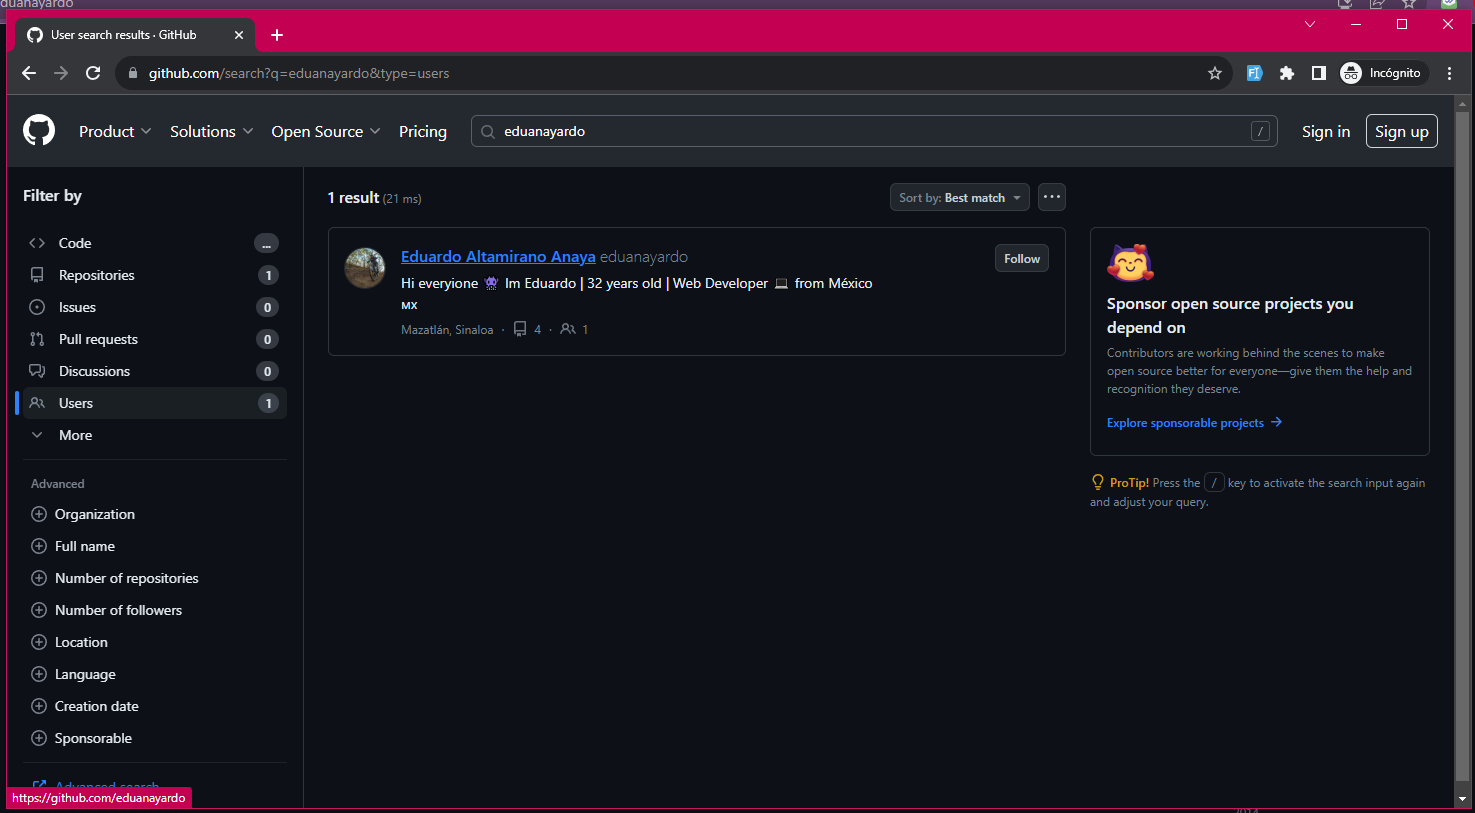 duanayardo
User search results · GitHub
github.com/search?q=eduanayardo&type=users
Incógnito
Product
Solutions
Open Source
Pricing
eduanayardo
/
Sign in
Sign up
Filter by
Code
...
Repositories
1
Issues
0
Pull requests
0
Discussions
0
Users
1
More
Advanced
Organization
Full name
Number of repositories
Number of followers
Location
Language
Creation date
Sponsorable
Advanced search
https://github.com/eduanayardo
1 result (21 ms)
Sort by: Best match
Eduardo Altamirano Anaya eduanayardo
Follow
Hi everyione 👾 Im Eduardo | 32 years old | Web Developer 💻 from México
MX
Mazatlán, Sinaloa · 4 · 1
Sponsor open source projects you
depend on
Contributors are working behind the scenes to make
open source better for everyone—give them the help and
recognition they deserve.
Explore sponsorable projects →
ProTip! Press the / key to activate the search input again
and adjust your query.